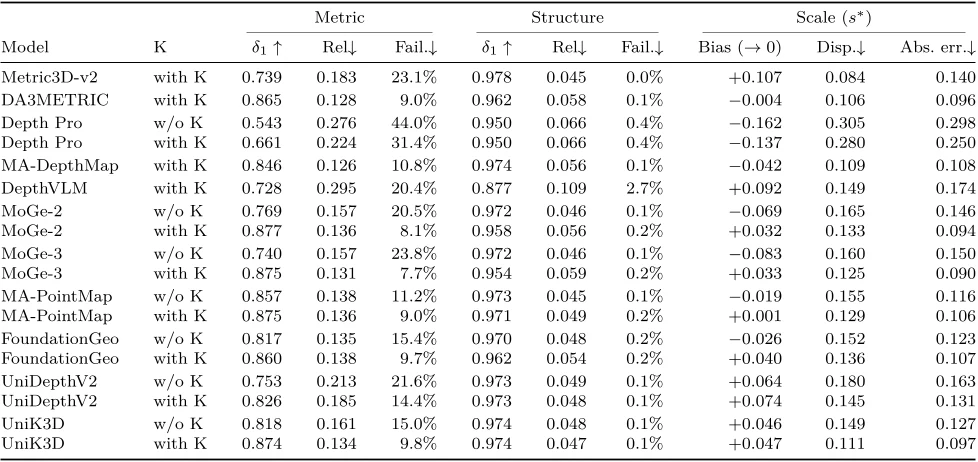 Metric Structure Scale (s*)
Model K δ1 ↑ Rel↓ Fail.↓ δ1 ↑ Rel↓ Fail.↓ Bias (→ 0) Disp.↓ Abs. err.↓
Metric3D-v2 with K 0.739 0.183 23.1% 0.978 0.045 0.0% +0.107 0.084 0.140
DA3METRIC with K 0.865 0.128 9.0% 0.962 0.058 0.1% −0.004 0.106 0.096
Depth Pro w/o K 0.543 0.276 44.0% 0.950 0.066 0.4% −0.162 0.305 0.298
Depth Pro with K 0.661 0.224 31.4% 0.950 0.066 0.4% −0.137 0.280 0.250
MA-DepthMap with K 0.846 0.126 10.8% 0.974 0.056 0.1% −0.042 0.109 0.108
DepthVLM with K 0.728 0.295 20.4% 0.877 0.109 2.7% +0.092 0.149 0.174
MoGe-2 w/o K 0.769 0.157 20.5% 0.972 0.046 0.1% −0.069 0.165 0.146
MoGe-2 with K 0.877 0.136 8.1% 0.958 0.056 0.2% +0.032 0.133 0.094
MoGe-3 w/o K 0.740 0.157 23.8% 0.972 0.046 0.1% −0.083 0.160 0.150
MoGe-3 with K 0.875 0.131 7.7% 0.954 0.059 0.2% +0.033 0.125 0.090
MA-PointMap w/o K 0.857 0.138 11.2% 0.973 0.045 0.1% −0.019 0.155 0.116
MA-PointMap with K 0.875 0.136 9.0% 0.971 0.049 0.2% +0.001 0.129 0.106
FoundationGeo w/o K 0.817 0.135 15.4% 0.970 0.048 0.2% −0.026 0.152 0.123
FoundationGeo with K 0.860 0.138 9.7% 0.962 0.054 0.2% +0.040 0.136 0.107
UniDepthV2 w/o K 0.753 0.213 21.6% 0.973 0.049 0.1% +0.064 0.180 0.163
UniDepthV2 with K 0.826 0.185 14.4% 0.973 0.048 0.1% +0.074 0.145 0.131
UniK3D w/o K 0.818 0.161 15.0% 0.974 0.048 0.1% +0.046 0.149 0.127
UniK3D with K 0.874 0.134 9.8% 0.974 0.047 0.1% +0.047 0.111 0.097